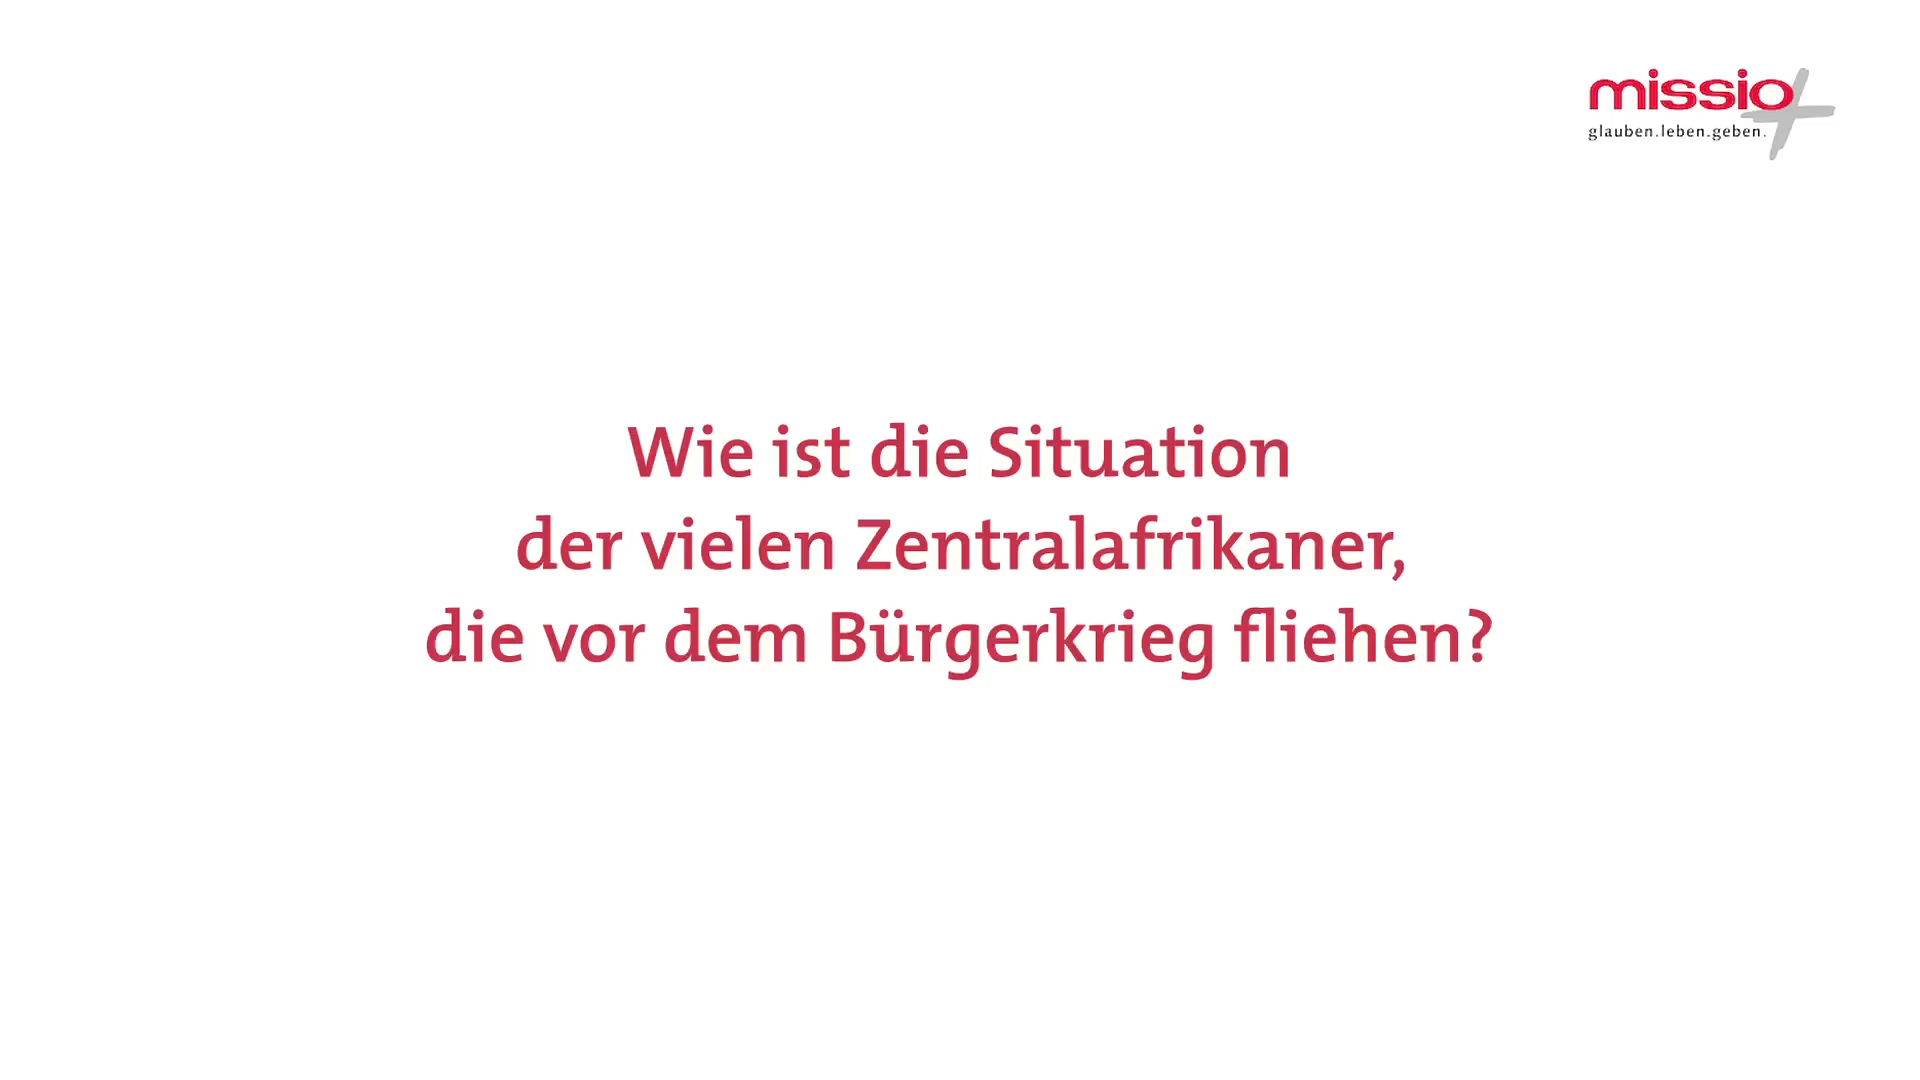 missio
glauben.leben.geben.
Wie ist die Situation
der vielen Zentralafrikaner,
die vor dem Bürgerkrieg fliehen?